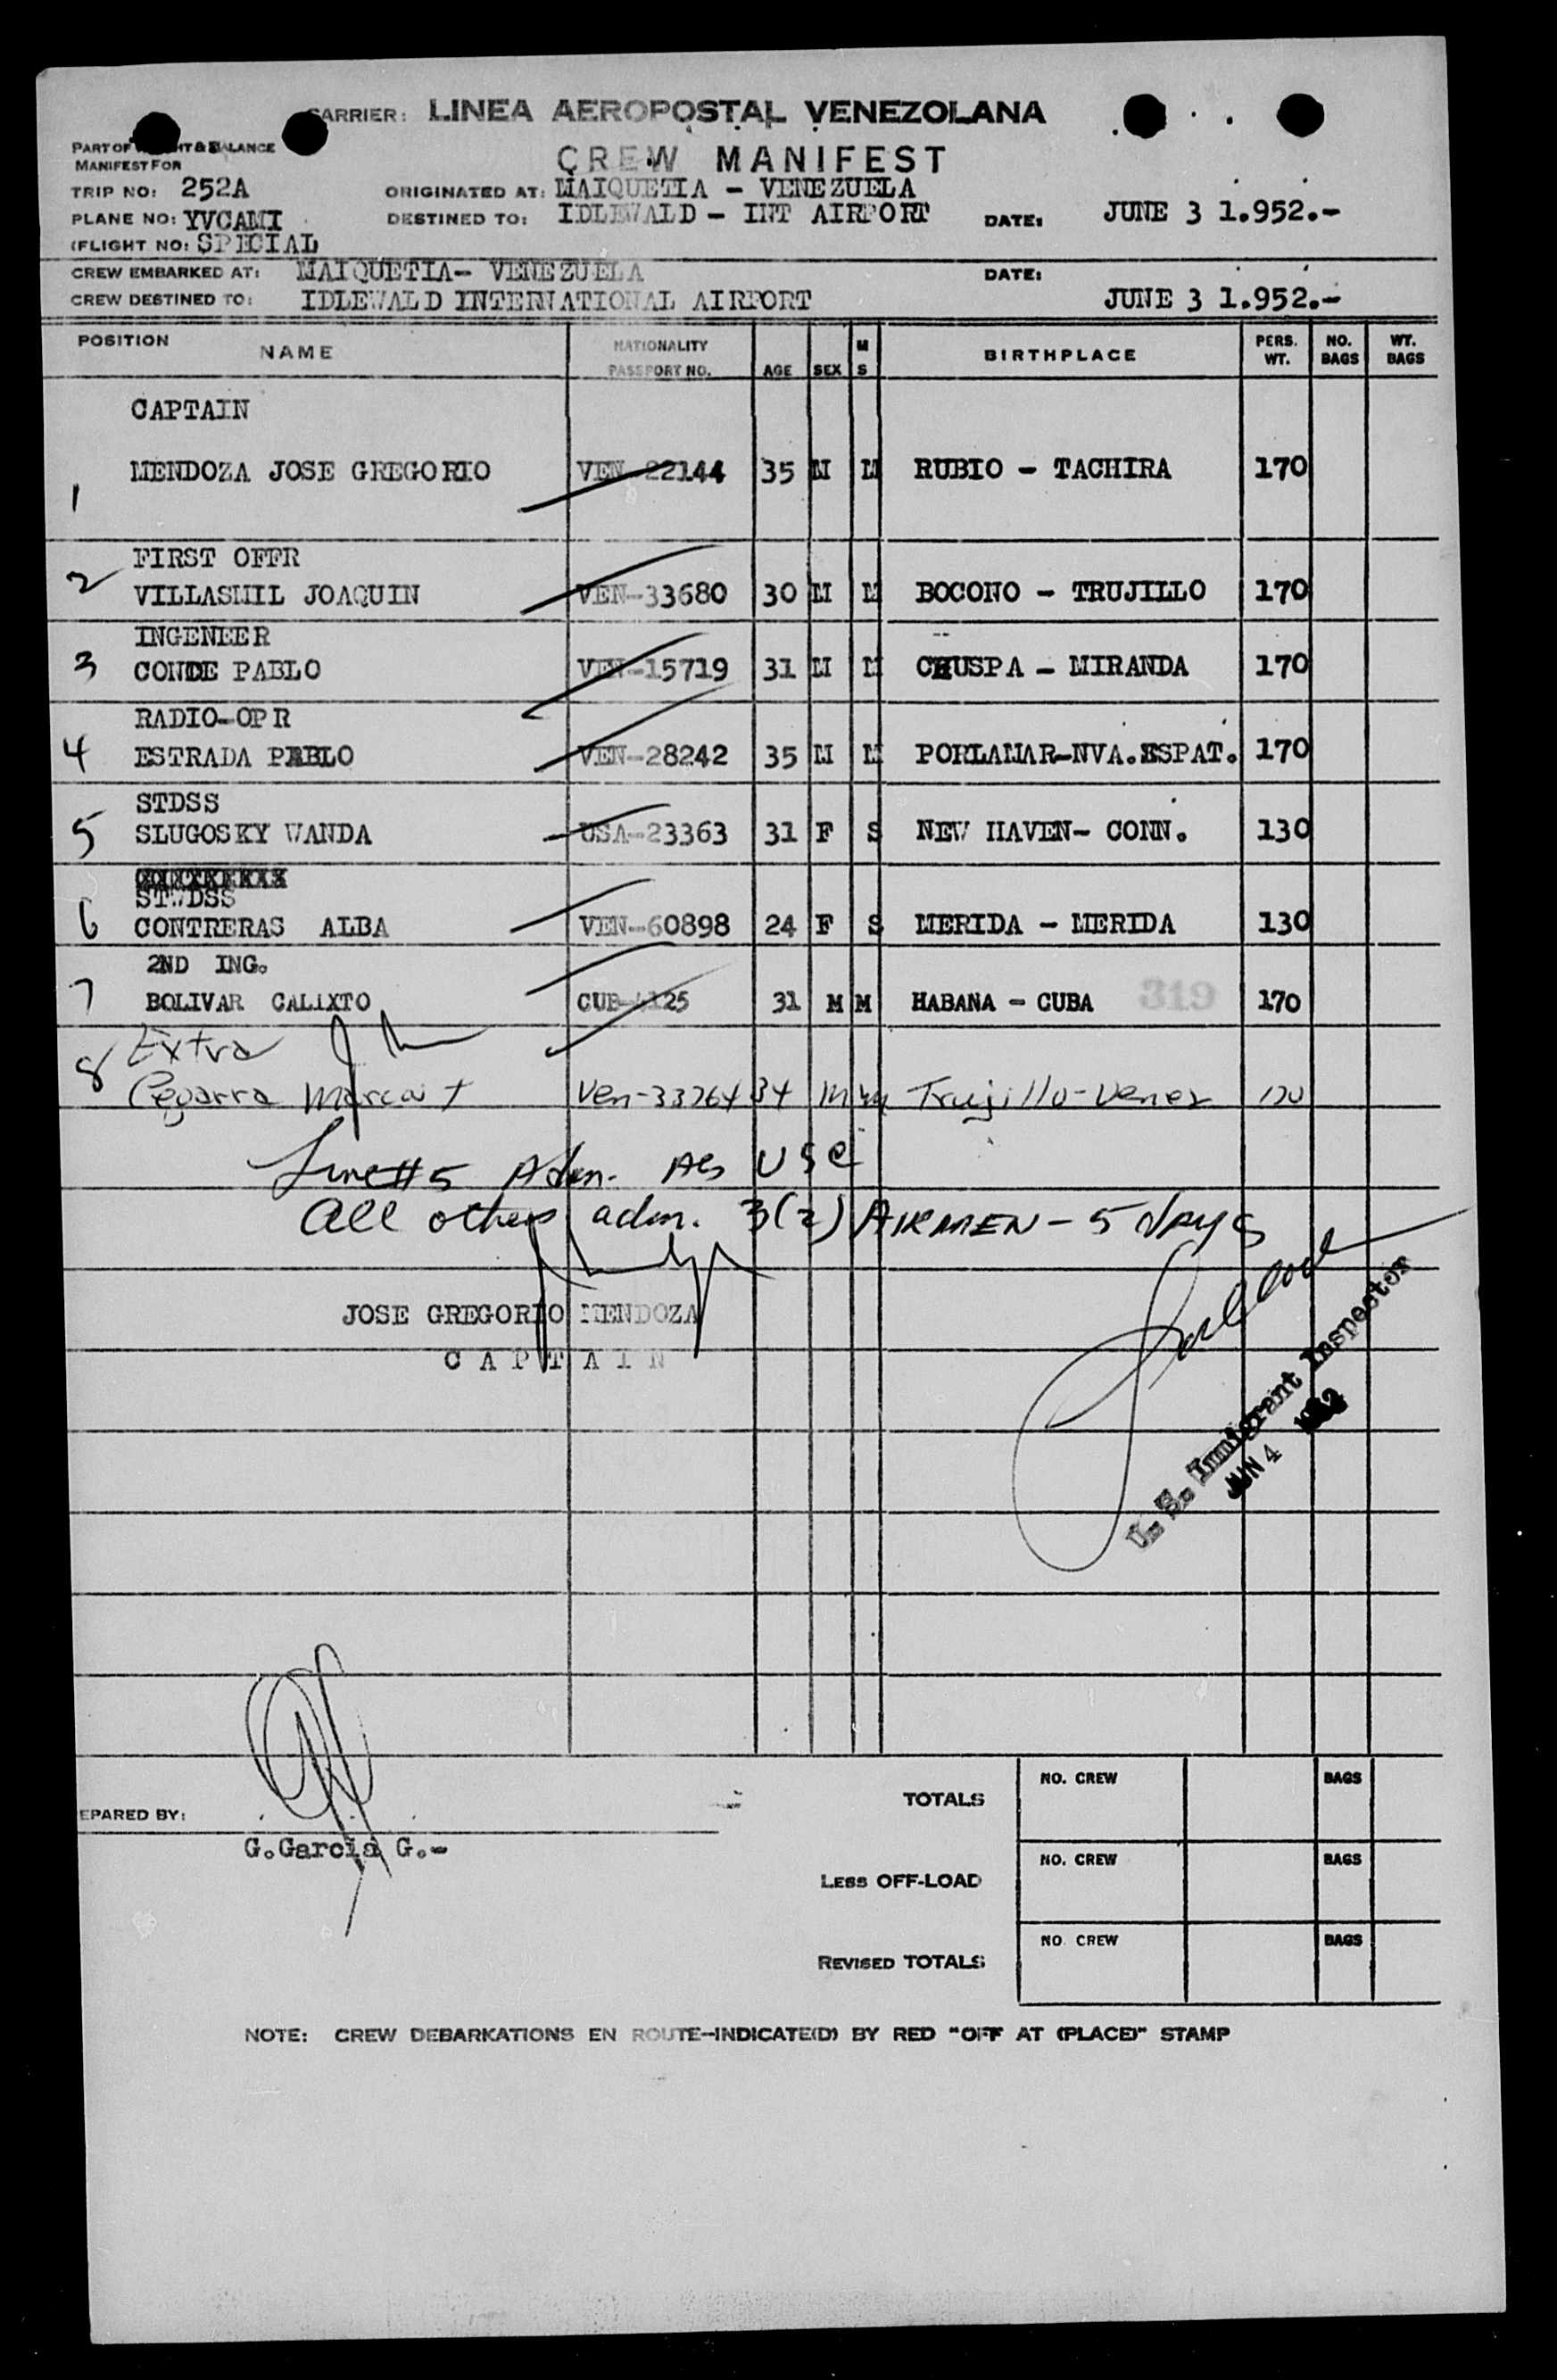 CARRIER: LINEA AEROPOSTAL VENEZOLANA
PART OF & BALANCE
MANIFEST FOR
CREW MANIFEST
TRIP NO: 252A ORIGINATED AT: MAIQUETIA - VENEZUELA
PLANE NO: YVCAMI DESTINED TO: IDLEWALD - INT AIRPORT DATE: JUNE 3 1.952.-
(FLIGHT NO: SPECIAL
CREW EMBARKED AT: MAIQUETIA- VENEZUELA DATE:
CREW DESTINED TO: IDLEWALD INTERNATIONAL AIRPORT JUNE 3 1.952.-
POSITION NAME NATIONALITY PASSPORT NO. AGE SEX M S BIRTHPLACE PERS. WT. NO. BAGS WT. BAGS
CAPTAIN
1 MENDOZA JOSE GREGORIO VEN-22144 35 M M RUBIO - TACHIRA 170
FIRST OFFR
2 VILLASMIL JOAQUIN VEN-33680 30 M M BOCONO - TRUJILLO 170
INGENEER
3 CONDE PABLO VEN-15719 31 M M CHUSPA - MIRANDA 170
RADIO-OPR
4 ESTRADA PABLO VEN-28242 35 M M PORLAMAR-NVA.ESPAT. 170
STDSS
5 SLUGOSKY WANDA USA-23363 31 F S NEW HAVEN- CONN. 130
STWDSS
6 CONTRERAS ALBA VEN-60898 24 F S MERIDA - MERIDA 130
2ND ING.
7 BOLIVAR CALIXTO CUB-4125 31 M M HABANA - CUBA 319 170
8 Extra
Cegarra Marcos T Ven-33264 34 M M Trujillo-Venez 170
Line #5 Adm. As USC
All others adm. 3(2) AIRMEN - 5 days
JOSE GREGORIO MENDOZA
CAPTAIN
U. S. Immigrant Inspector
JUN 4 1952
PREPARED BY:
G.Garcia G.-
TOTALS NO. CREW BAGS
LESS OFF-LOAD NO. CREW BAGS
REVISED TOTALS NO. CREW BAGS
NOTE: CREW DEBARKATIONS EN ROUTE-INDICATE(D) BY RED "OFF AT (PLACE)" STAMP